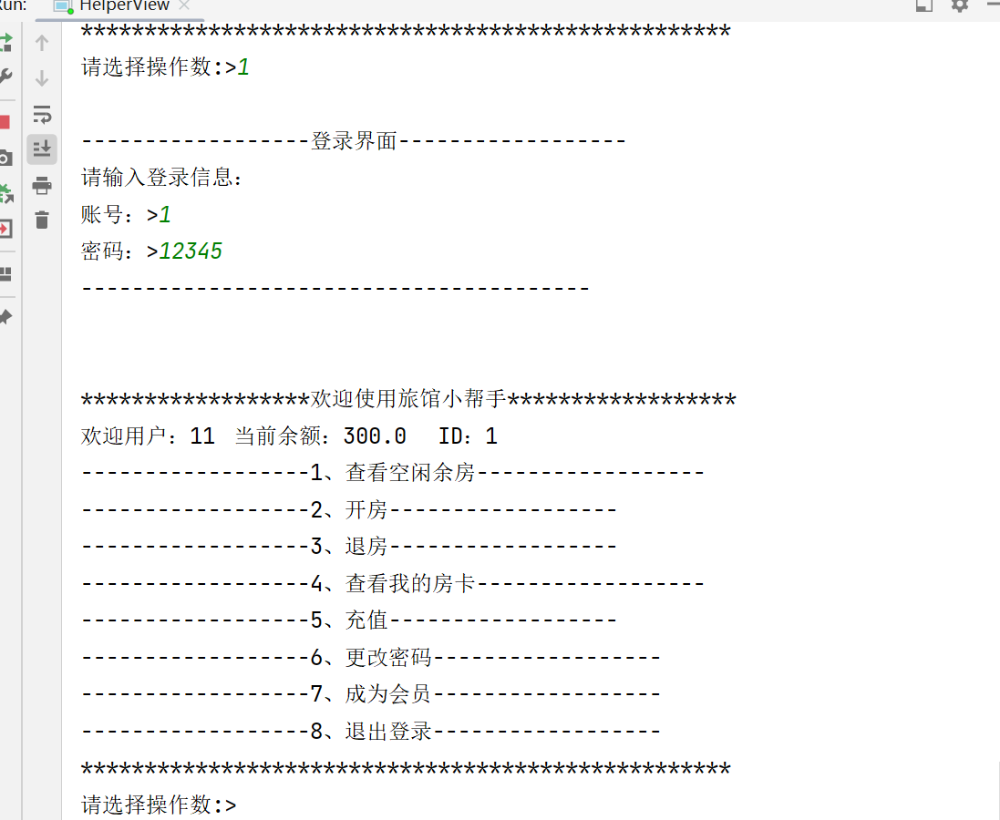 Run: HelperView
***************************************************
请选择操作数:>1
------------------登录界面------------------
请输入登录信息:
账号: >1
密码: >12345
----------------------------------------
******************欢迎使用旅馆小帮手******************
欢迎用户: 11 当前余额: 300.0 ID: 1
------------------1、查看空闲余房------------------
------------------2、开房------------------
------------------3、退房------------------
------------------4、查看我的房卡------------------
------------------5、充值------------------
------------------6、更改密码------------------
------------------7、成为会员------------------
------------------8、退出登录------------------
***************************************************
请选择操作数:>